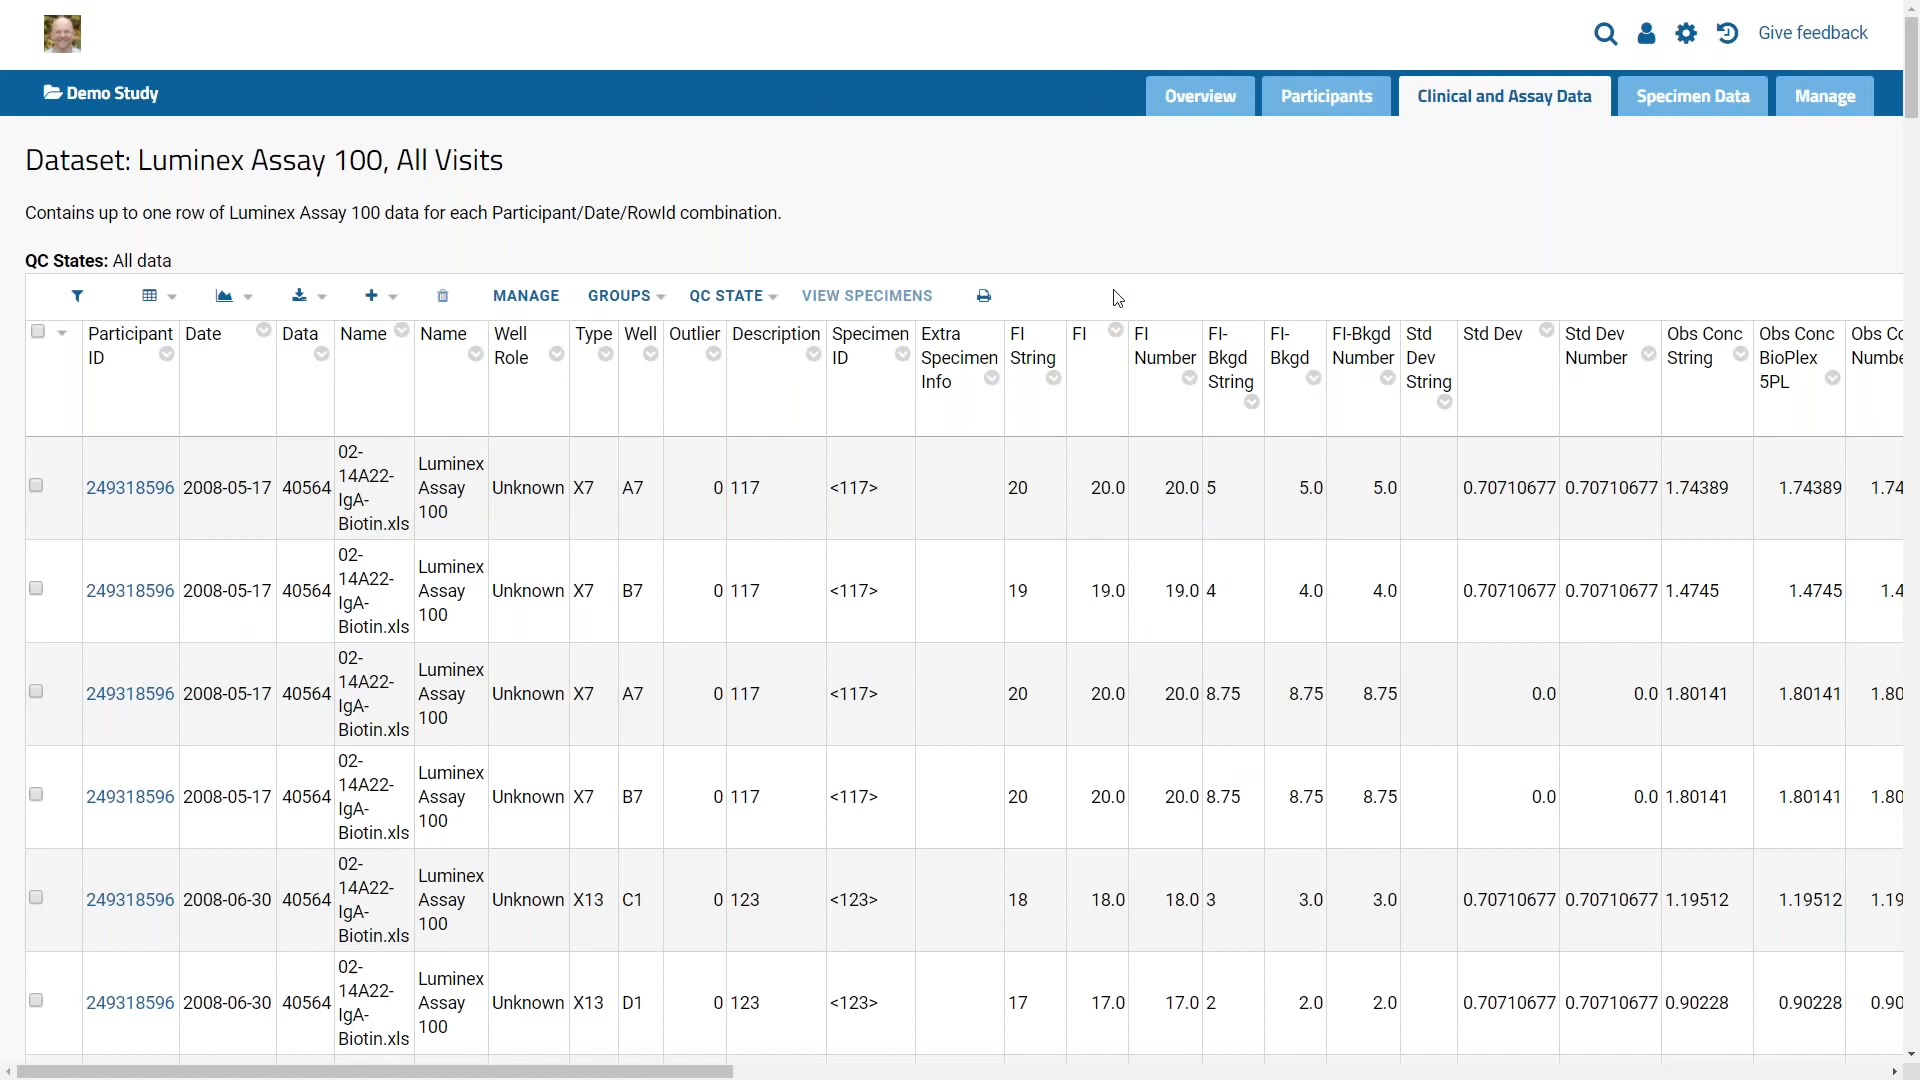 Give feedback
Demo Study
Overview
Participants
Clinical and Assay Data
Specimen Data
Manage
Dataset: Luminex Assay 100, All Visits
Contains up to one row of Luminex Assay 100 data for each Participant/Date/RowId combination.
QC States: All data
MANAGE GROUPS QC STATE VIEW SPECIMENS
Participant Date Data Name Name Well Type Well Outlier Description Specimen Extra FI FI FI FI- FI- FI-Bkgd Std Std Dev Std Dev Obs Conc Obs Conc
ID Role ID Specimen String Number Bkgd Bkgd Number Dev Number String BioPlex
Info String String 5PL
02-
14A22-
IgA-
Biotin.xls
Luminex
Assay
100
249318596 2008-05-17 40564 Unknown X7 A7 0 117 <117> 20 20.0 20.0 5 5.0 5.0 0.70710677 0.70710677 1.74389 1.74389 1.74
02-
14A22-
IgA-
Biotin.xls
Luminex
Assay
100
249318596 2008-05-17 40564 Unknown X7 B7 0 117 <117> 19 19.0 19.0 4 4.0 4.0 0.70710677 0.70710677 1.4745 1.4745 1.4
02-
14A22-
IgA-
Biotin.xls
Luminex
Assay
100
249318596 2008-05-17 40564 Unknown X7 A7 0 117 <117> 20 20.0 20.0 8.75 8.75 8.75 0.0 0.0 1.80141 1.80141 1.80
02-
14A22-
IgA-
Biotin.xls
Luminex
Assay
100
249318596 2008-05-17 40564 Unknown X7 B7 0 117 <117> 20 20.0 20.0 8.75 8.75 8.75 0.0 0.0 1.80141 1.80141 1.80
02-
14A22-
IgA-
Biotin.xls
Luminex
Assay
100
249318596 2008-06-30 40564 Unknown X13 C1 0 123 <123> 18 18.0 18.0 3 3.0 3.0 0.70710677 0.70710677 1.19512 1.19512 1.19
02-
14A22-
IgA-
Biotin.xls
Luminex
Assay
100
249318596 2008-06-30 40564 Unknown X13 D1 0 123 <123> 17 17.0 17.0 2 2.0 2.0 0.70710677 0.70710677 0.90228 0.90228 0.90